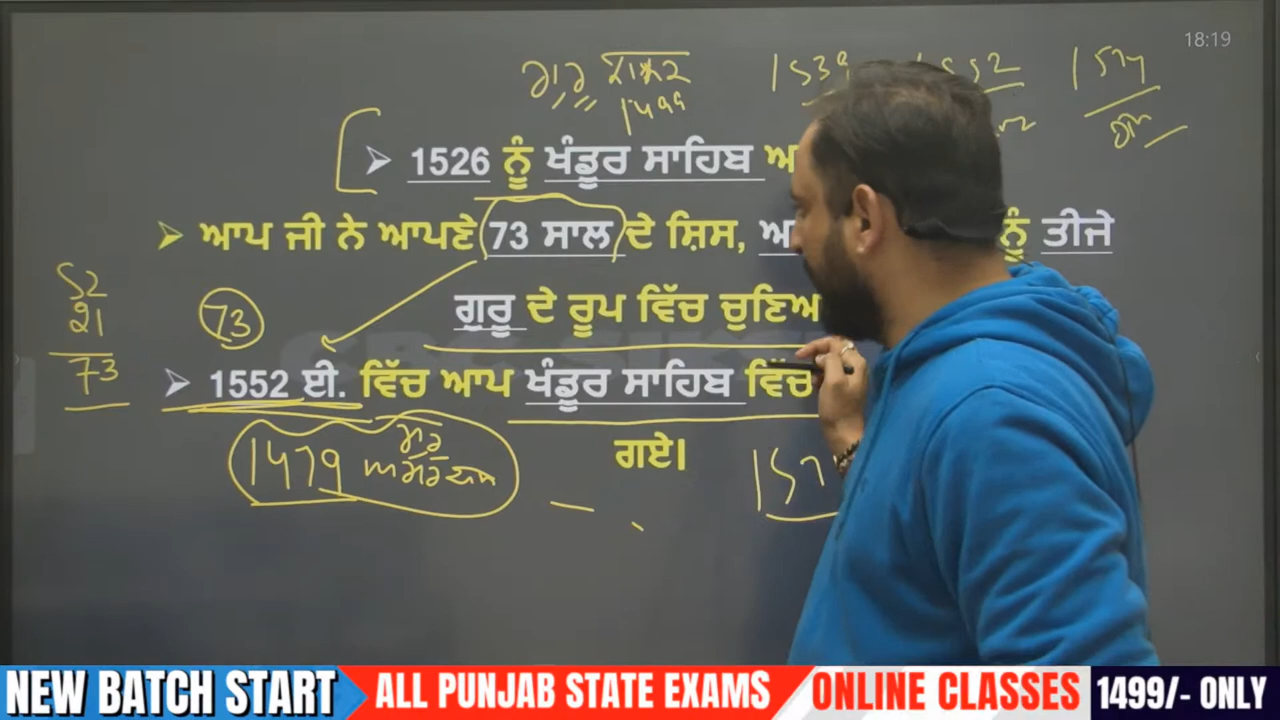 18:19
1539 1552 1574
1499
1526 ਨੂੰ ਖੰਡੂਰ ਸਾਹਿਬ
ਆਪ ਜੀ ਨੇ ਆਪਣੇ 73 ਸਾਲ ਦੇ ਸ਼ਿਸ, ਨੂੰ ਤੀਜੇ
52
21
73
73
ਗੁਰੂ ਦੇ ਰੂਪ ਵਿੱਚ ਚੁਣਿਆ
1552 ਈ. ਵਿੱਚ ਆਪ ਖੰਡੂਰ ਸਾਹਿਬ ਵਿੱਚ
ਗਏ।
1479 ਗੁਰੂ ਅਮਰਦਾਸ
NEW BATCH START ALL PUNJAB STATE EXAMS ONLINE CLASSES 1499/- ONLY